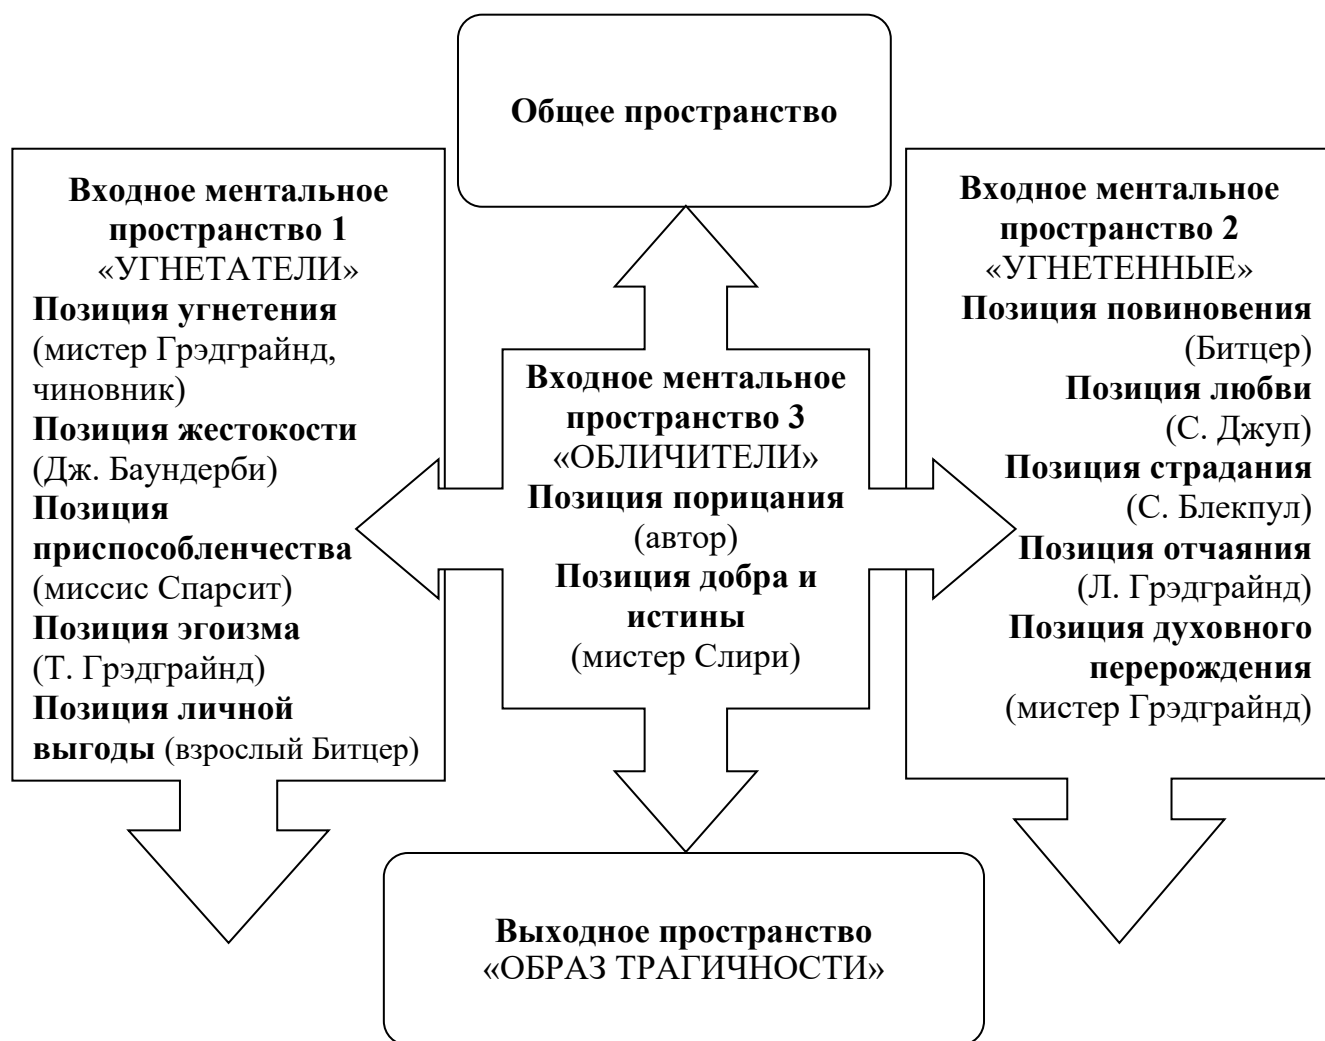 Общее пространство
Входное ментальное
пространство 1
«УГНЕТАТЕЛИ»
Позиция угнетения
(мистер Грэдграйнд,
чиновник)
Позиция жестокости
(Дж. Баундерби)
Позиция
приспособленчества
(миссис Спарсит)
Позиция эгоизма
(Т. Грэдграйнд)
Позиция личной
выгоды (взрослый Битцер)
Входное ментальное
пространство 3
«ОБЛИЧИТЕЛИ»
Позиция порицания
(автор)
Позиция добра и
истины
(мистер Слири)
Входное ментальное
пространство 2
«УГНЕТЕННЫЕ»
Позиция повиновения
(Битцер)
Позиция любви
(С. Джуп)
Позиция страдания
(С. Блекпул)
Позиция отчаяния
(Л. Грэдграйнд)
Позиция духовного
перерождения
(мистер Грэдграйнд)
Выходное пространство
«ОБРАЗ ТРАГИЧНОСТИ»